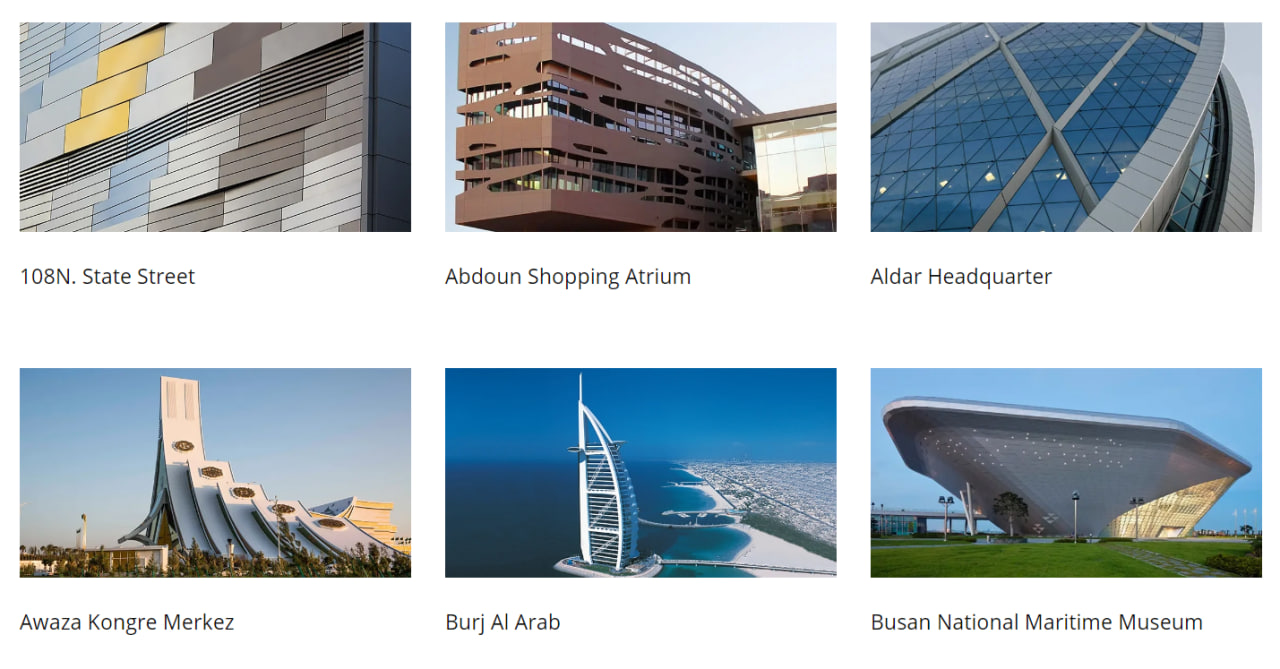 108N. State Street
Abdoun Shopping Atrium
Aldar Headquarter
Awaza Kongre Merkez
Burj Al Arab
Busan National Maritime Museum